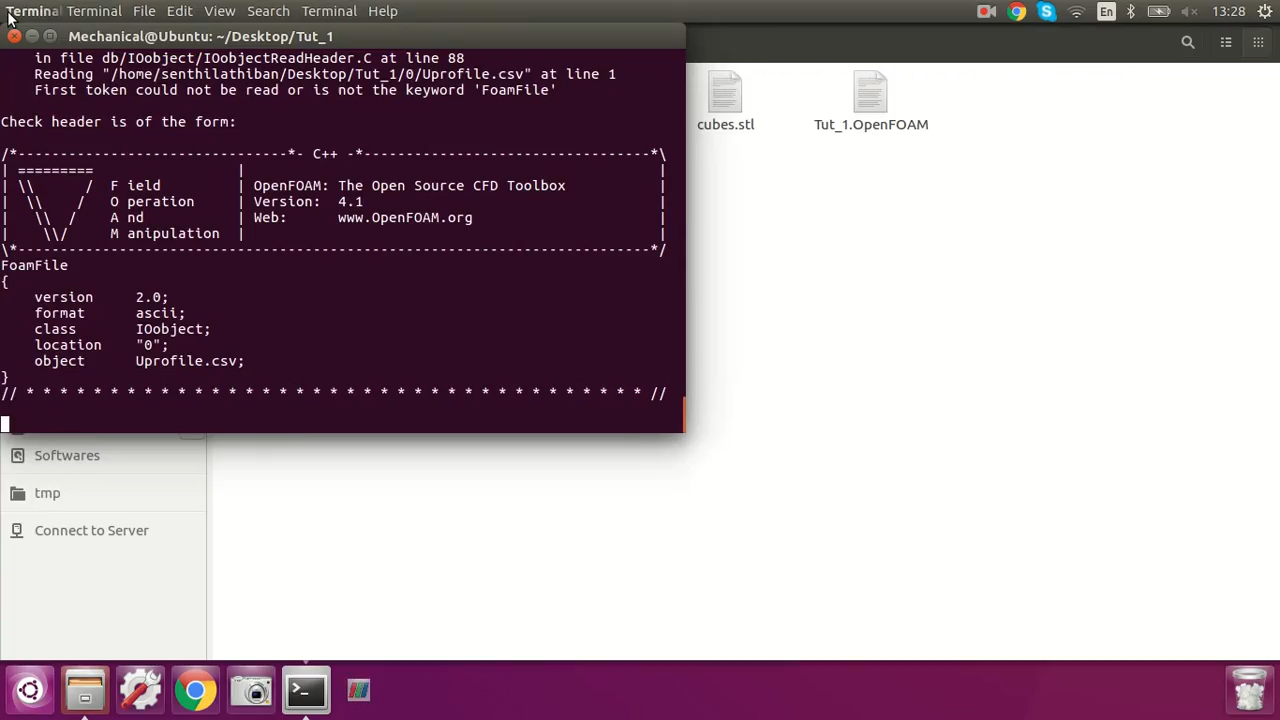 Terminal Terminal File Edit View Search Terminal Help En 13:28
Mechanical@Ubuntu: ~/Desktop/Tut_1
in file db/IOobject/IOobjectReadHeader.C at line 88
Reading "/home/senthilathiban/Desktop/Tut_1/0/Uprofile.csv" at line 1
First token could not be read or is not the keyword 'FoamFile'
Check header is of the form:
/*--------------------------------*- C++ -*----------------------------------*\
| ========= | |
| \\ / F ield | OpenFOAM: The Open Source CFD Toolbox |
| \\ / O peration | Version: 4.1 |
| \\ / A nd | Web: www.OpenFOAM.org |
| \\/ M anipulation | |
\*---------------------------------------------------------------------------*/
FoamFile
{
version 2.0;
format ascii;
class IOobject;
location "0";
object Uprofile.csv;
}
// * * * * * * * * * * * * * * * * * * * * * * * * * * * * * * * * * * * * * //
cubes.stl
Tut_1.OpenFOAM
Softwares
tmp
Connect to Server